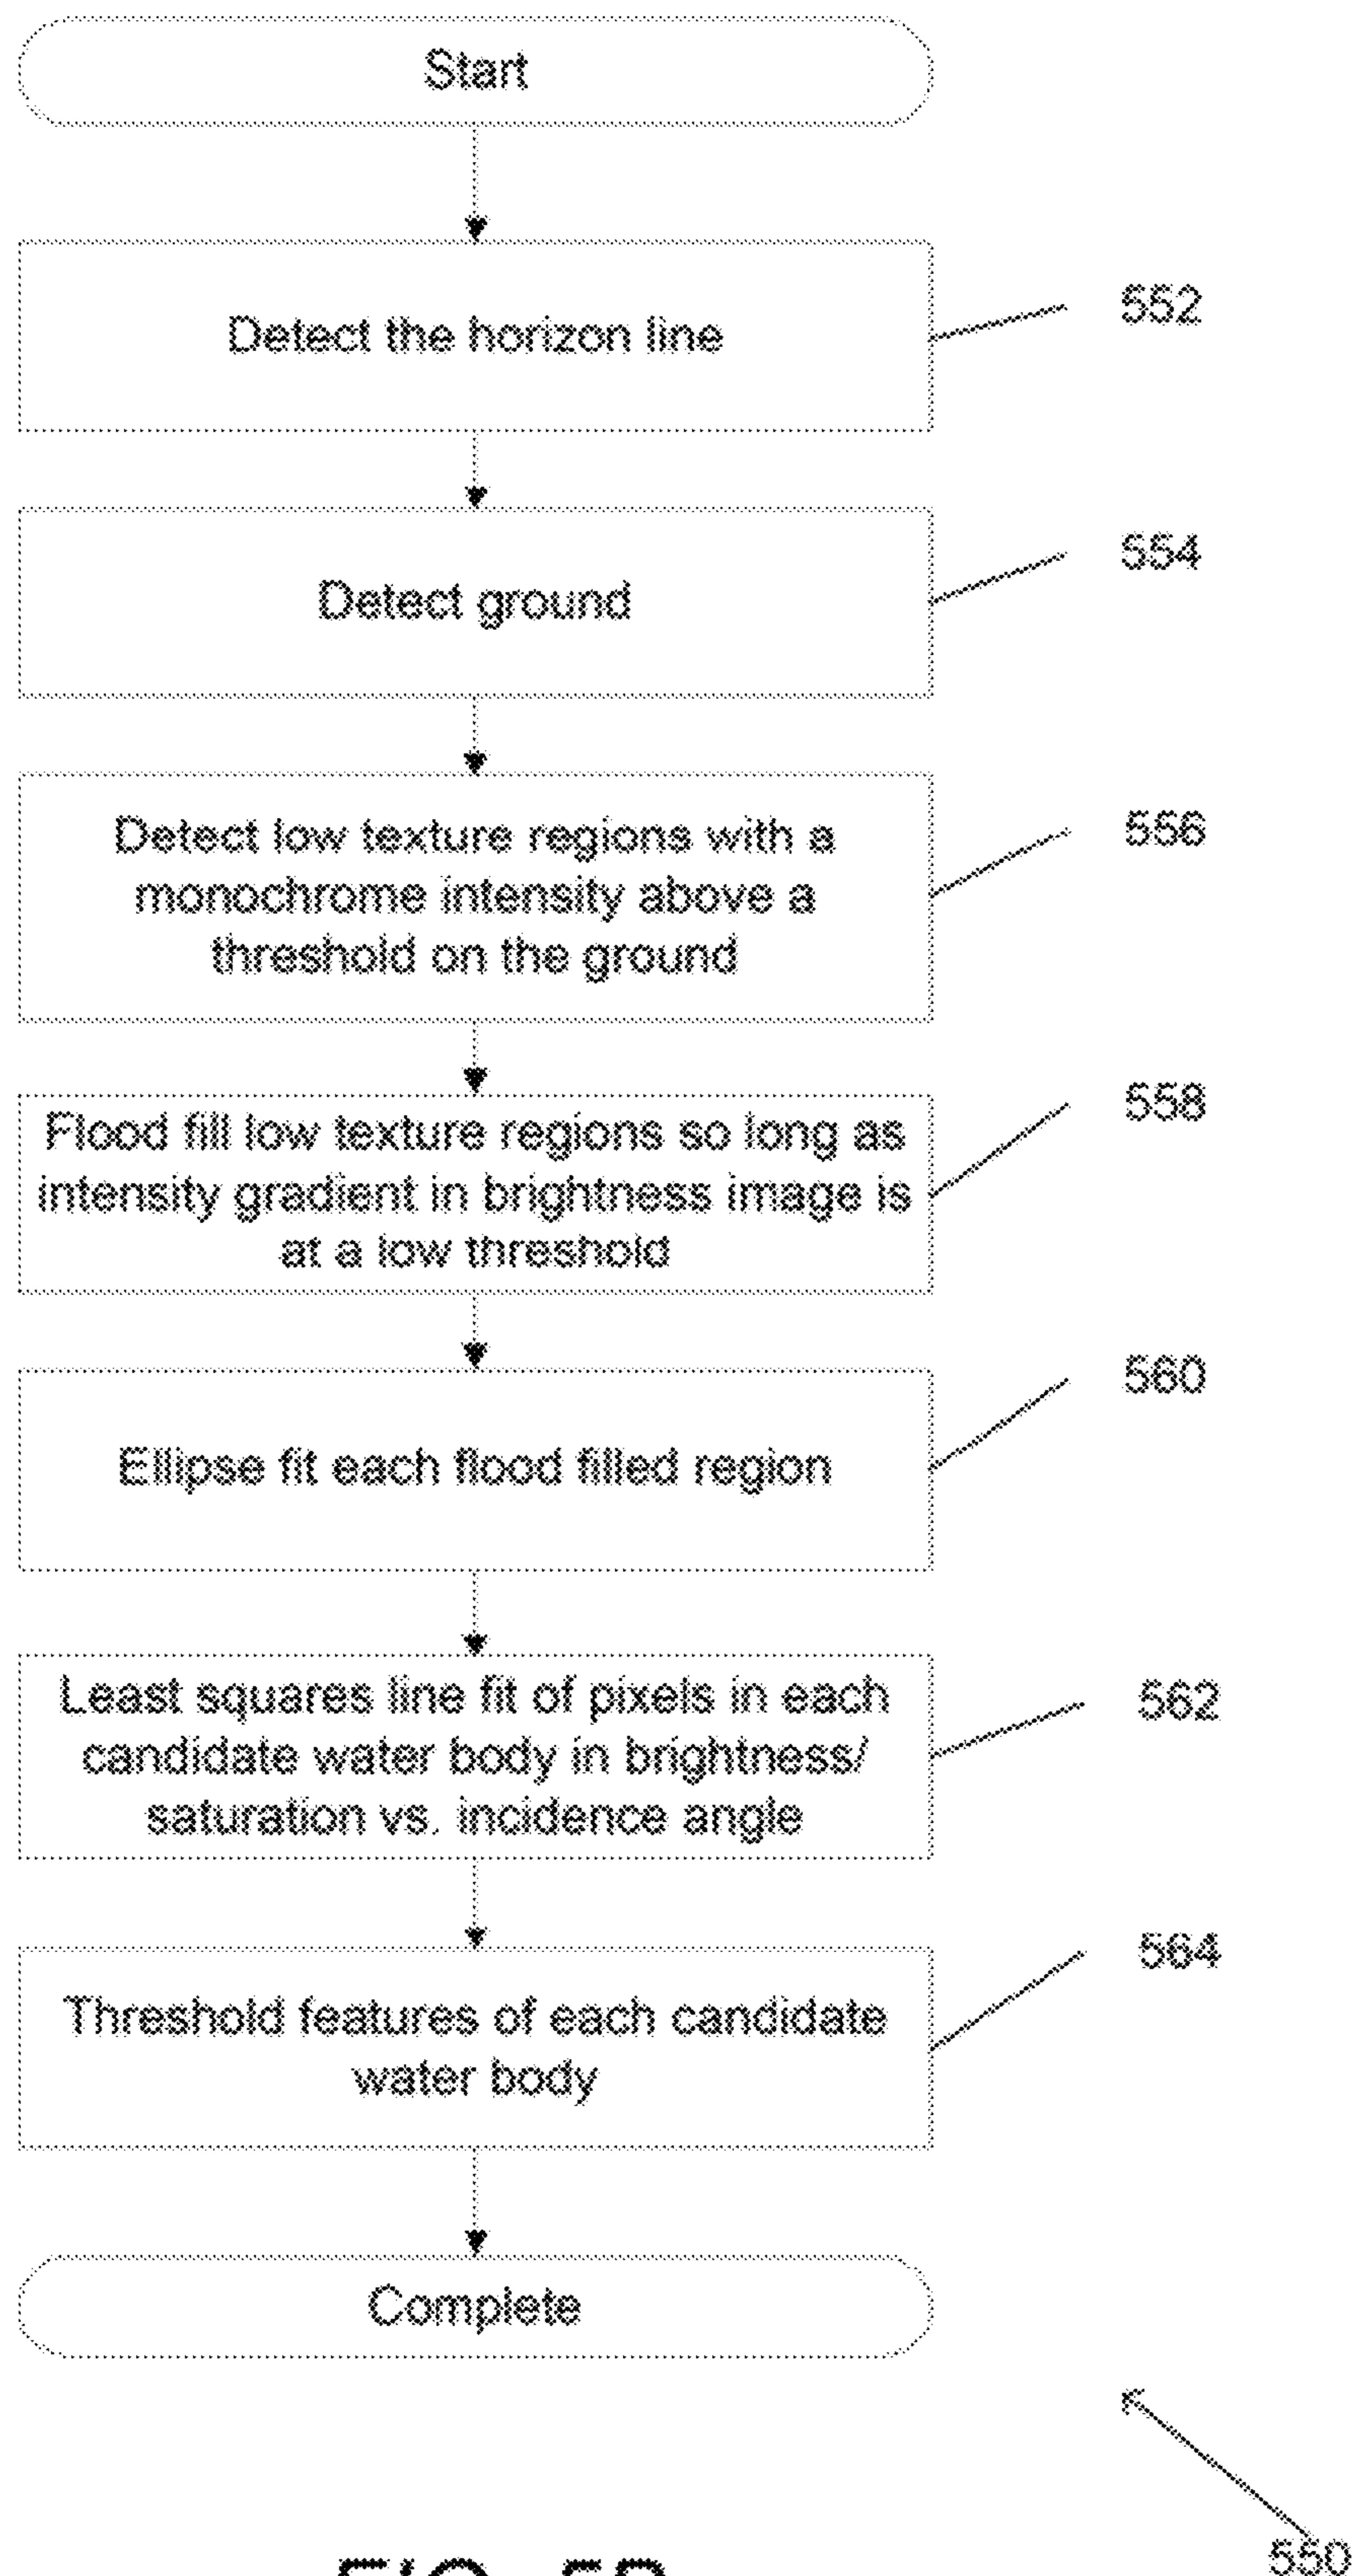 Start
Detect the horizon line
552
Detect ground
554
Detect low texture regions with a
monochrome intensity above a
threshold on the ground
556
Flood fill low texture regions so long as
intensity gradient in brightness image is
at a low threshold
558
Ellipse fit each flood filled region
560
Least squares line fit of pixels in each
candidate water body in brightness/
saturation vs. incidence angle
562
Threshold features of each candidate
water body
564
Complete
550